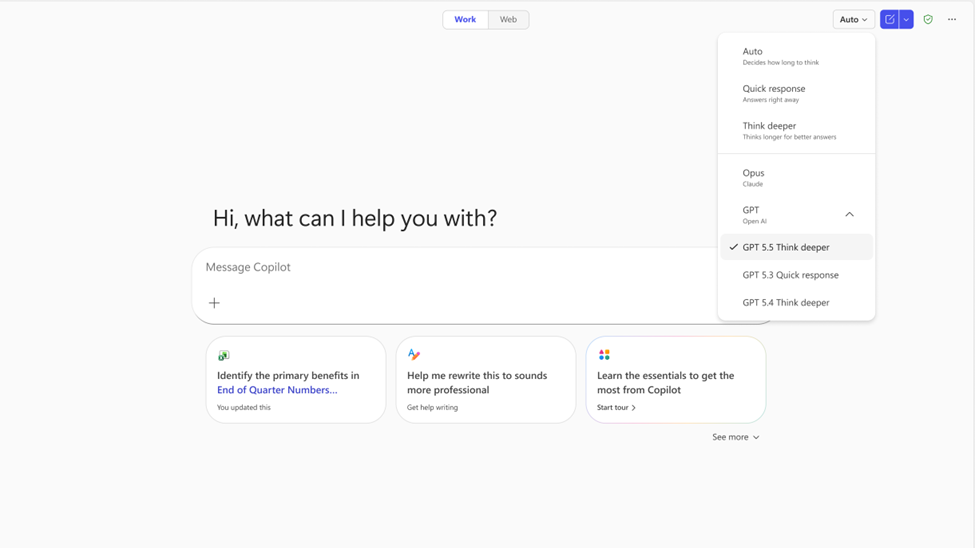 Work
Web
Auto
Auto
Decides how long to think
Quick response
Answers right away
Think deeper
Thinks longer for better answers
Opus
Claude
GPT
Open AI
GPT 5.5 Think deeper
GPT 5.3 Quick response
GPT 5.4 Think deeper
Hi, what can I help you with?
Message Copilot
Identify the primary benefits in
End of Quarter Numbers...
You updated this
Help me rewrite this to sounds
more professional
Get help writing
Learn the essentials to get the
most from Copilot
Start tour
See more